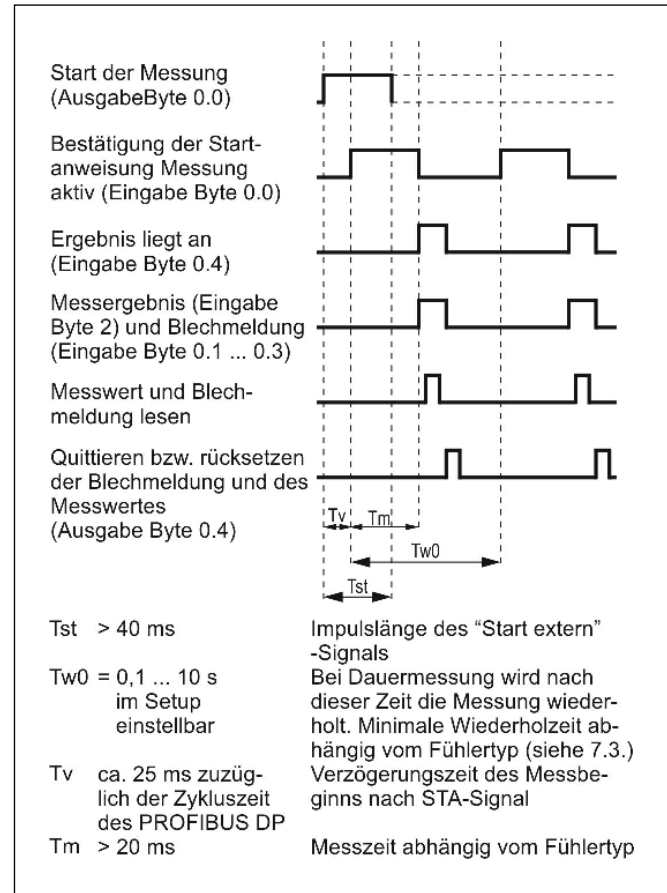 Start der Messung
(AusgabeByte 0.0)
Bestätigung der Start-
anweisung Messung
aktiv (Eingabe Byte 0.0)
Ergebnis liegt an
(Eingabe Byte 0.4)
Messergebnis (Eingabe
Byte 2) und Blechmeldung
(Eingabe Byte 0.1 ... 0.3)
Messwert und Blech-
meldung lesen
Quittieren bzw. rücksetzen
der Blechmeldung und des
Messwertes
(Ausgabe Byte 0.4)
Tv Tm
Tw0
Tst
Tst > 40 ms
Impulslänge des “Start extern”
-Signals
Tw0 = 0,1 ... 10 s
im Setup
einstellbar
Bei Dauermessung wird nach
dieser Zeit die Messung wieder-
holt. Minimale Wiederholzeit ab-
hängig vom Fühlertyp (siehe 7.3.)
Tv ca. 25 ms zuzüg-
lich der Zykluszeit
des PROFIBUS DP
Verzögerungszeit des Messbe-
ginns nach STA-Signal
Tm > 20 ms
Messzeit abhängig vom Fühlertyp